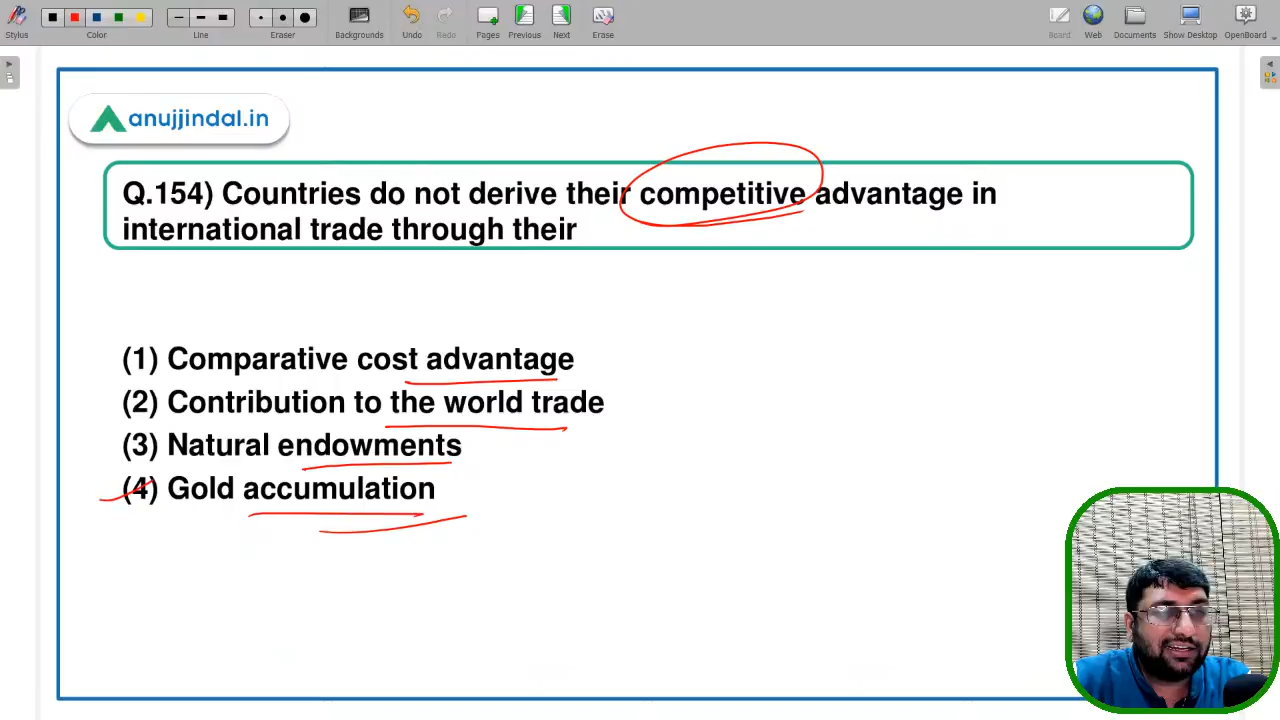 Stylus
Color
Line
Eraser
Backgrounds
Undo
Redo
Pages
Previous
Next
Erase
Board
Web
Documents
Show Desktop
OpenBoard
anujjindal.in
Q.154) Countries do not derive their competitive advantage in
international trade through their
(1) Comparative cost advantage
(2) Contribution to the world trade
(3) Natural endowments
(4) Gold accumulation